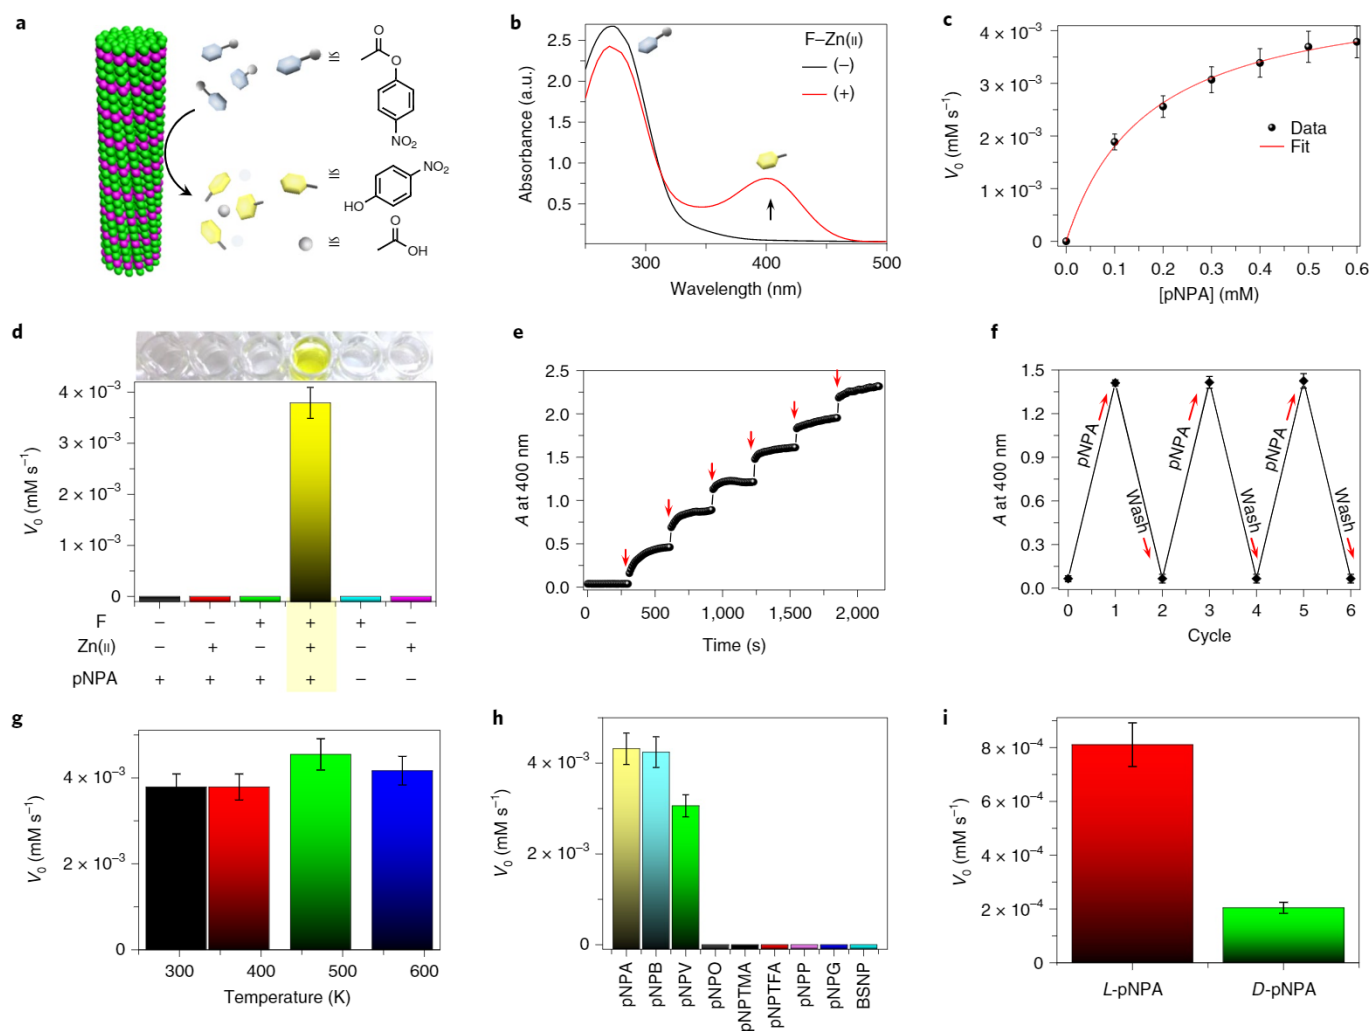 a
O
O
NO₂
NO₂
HO
O
OH
b
Absorbance (a.u.)
2.5
2.0
1.5
1.0
0.5
F–Zn(II)
(–)
(+)
300
400
500
Wavelength (nm)
c
V₀ (mM s⁻¹)
4 × 10⁻³
3 × 10⁻³
2 × 10⁻³
1 × 10⁻³
0
Data
Fit
0.0 0.1 0.2 0.3 0.4 0.5 0.6
[pNPA] (mM)
d
V₀ (mM s⁻¹)
4 × 10⁻³
3 × 10⁻³
2 × 10⁻³
1 × 10⁻³
0
F – – + + + –
Zn(II) – + – + – +
pNPA + + + + – –
e
A at 400 nm
2.5
2.0
1.5
1.0
0.5
0.0
0 500 1,000 1,500 2,000
Time (s)
f
A at 400 nm
1.5
1.2
0.9
0.6
0.3
0.0
pNPA
Wash
pNPA
Wash
pNPA
Wash
0 1 2 3 4 5 6
Cycle
g
V₀ (mM s⁻¹)
4 × 10⁻³
2 × 10⁻³
0
300 400 500 600
Temperature (K)
h
V₀ (mM s⁻¹)
4 × 10⁻³
2 × 10⁻³
0
pNPA
pNPB
pNPV
pNPO
pNPTMA
pNPTFA
pNPP
pNPG
BSNP
i
V₀ (mM s⁻¹)
8 × 10⁻⁴
6 × 10⁻⁴
4 × 10⁻⁴
2 × 10⁻⁴
0
L-pNPA
D-pNPA